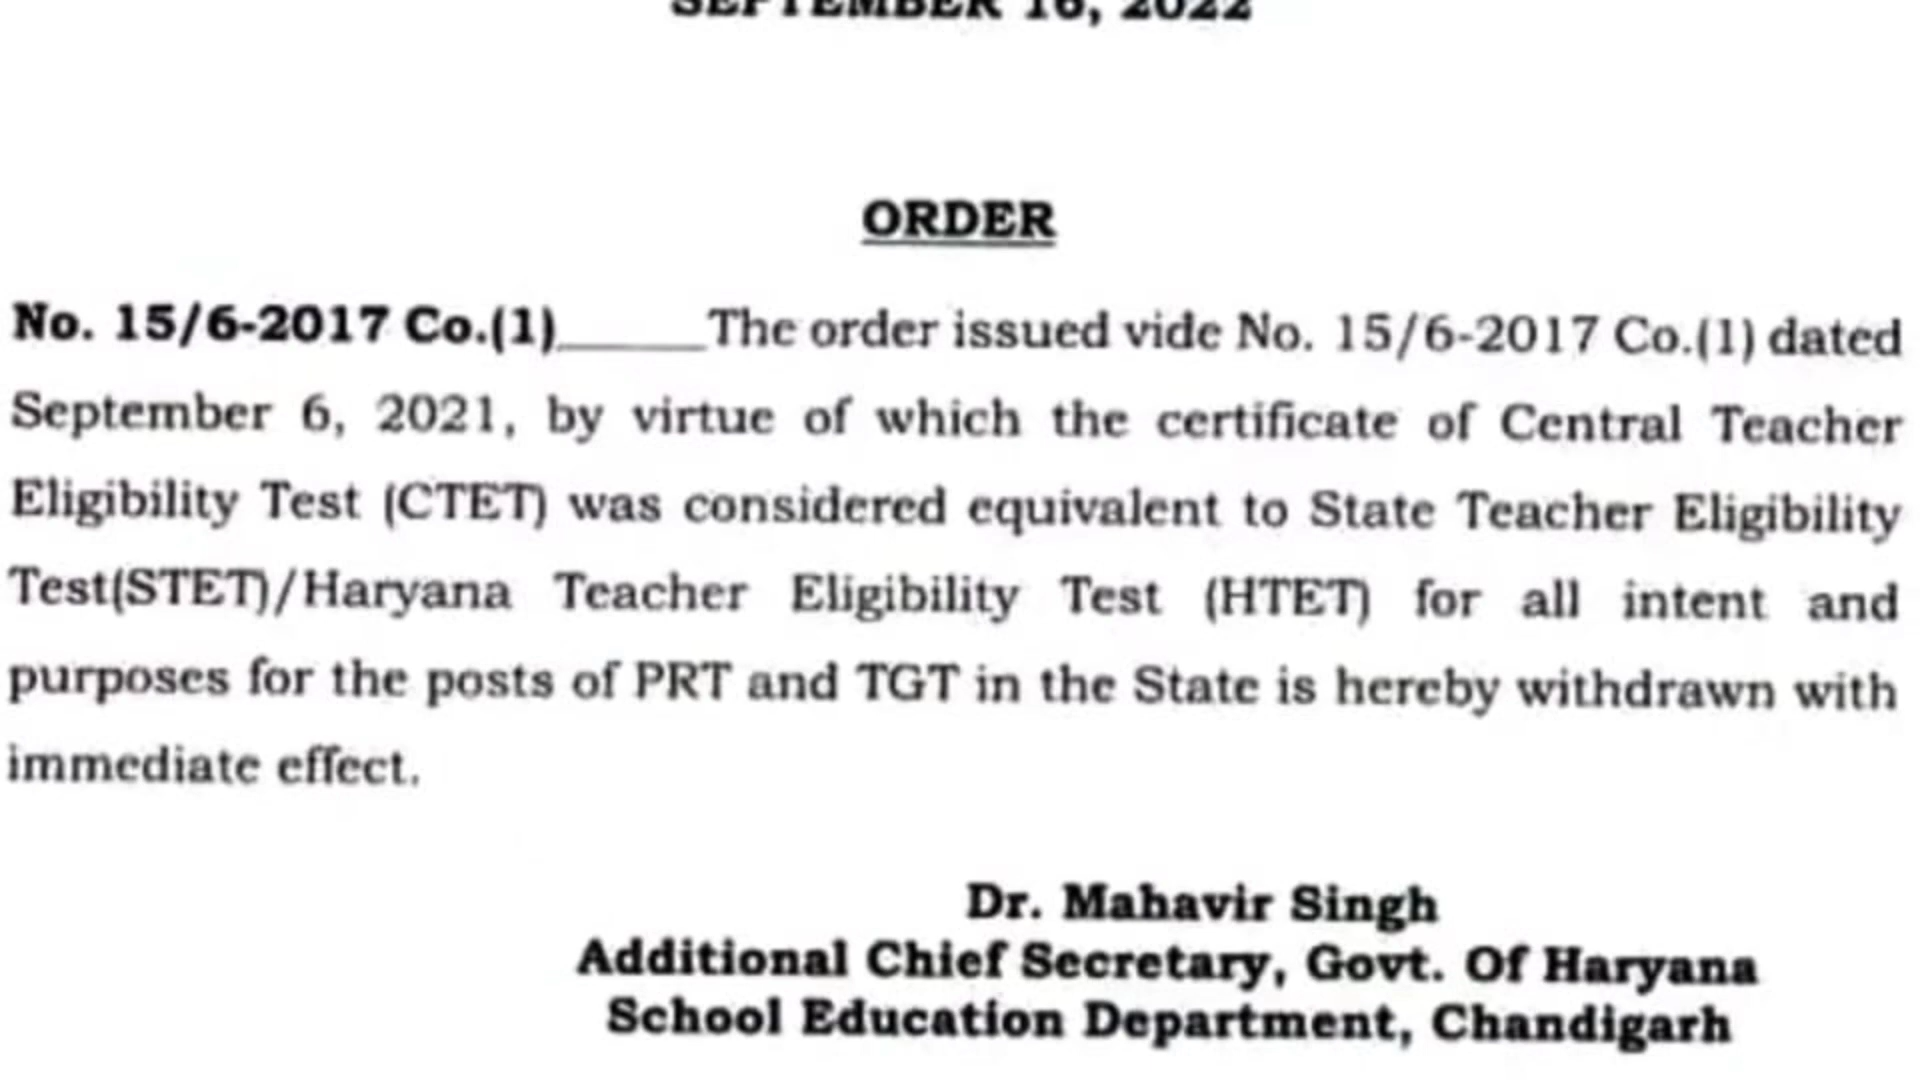 SEPTEMBER 16, 2022
ORDER
No. 15/6-2017 Co.(1)______The order issued vide No. 15/6-2017 Co.(1) dated
September 6, 2021, by virtue of which the certificate of Central Teacher
Eligibility Test (CTET) was considered equivalent to State Teacher Eligibility
Test(STET)/Haryana Teacher Eligibility Test (HTET) for all intent and
purposes for the posts of PRT and TGT in the State is hereby withdrawn with
immediate effect.
Dr. Mahavir Singh
Additional Chief Secretary, Govt. Of Haryana
School Education Department, Chandigarh